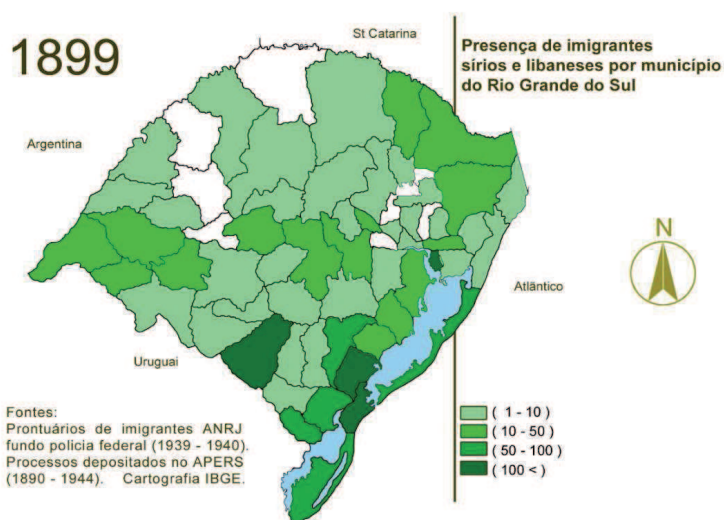 1899
St Catarina
Presença de imigrantes
sírios e libaneses por município
do Rio Grande do Sul
Argentina
N
Atlântico
Uruguai
Fontes:
Prontuários de imigrantes ANRJ
fundo policia federal (1939 - 1940).
Processos depositados no APERS
(1890 - 1944). Cartografia IBGE.
( 1 - 10 )
( 10 - 50 )
( 50 - 100 )
( 100 < )